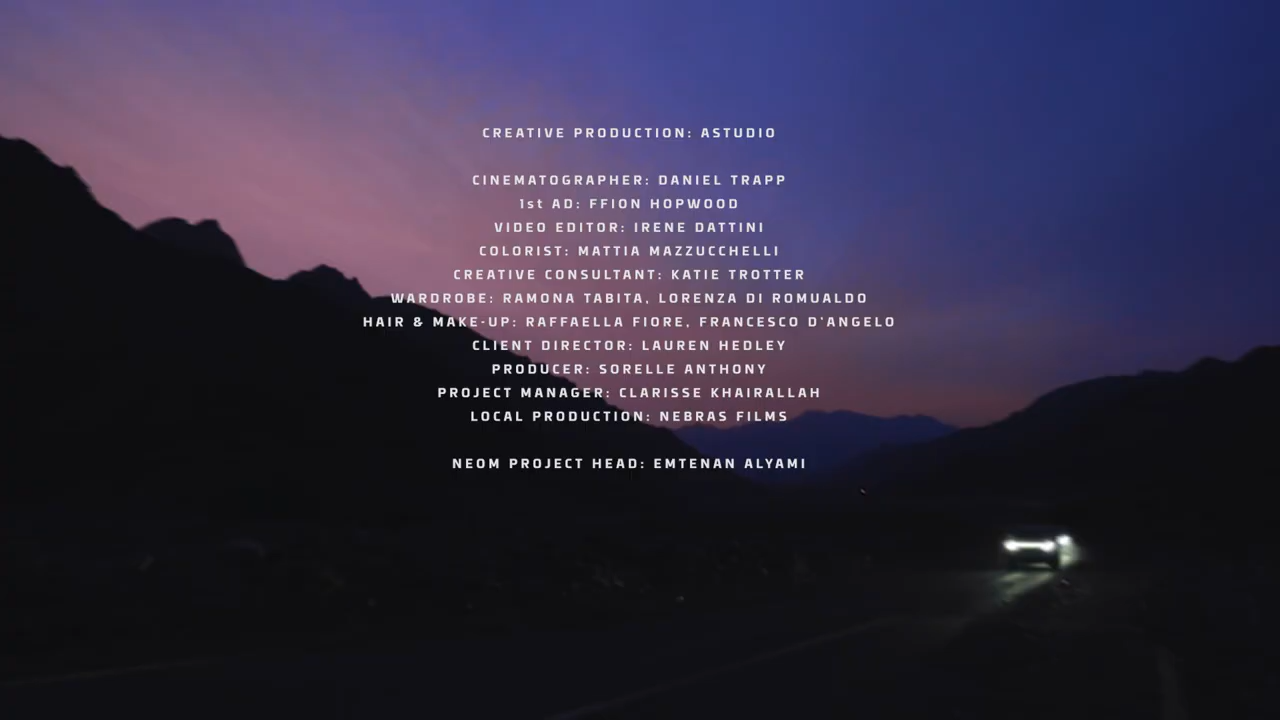 CREATIVE PRODUCTION: ASTUDIO
CINEMATOGRAPHER: DANIEL TRAPP
1st AD: FFION HOPWOOD
VIDEO EDITOR: IRENE DATTINI
COLORIST: MATTIA MAZZUCCHELLI
CREATIVE CONSULTANT: KATIE TROTTER
WARDROBE: RAMONA TABITA, LORENZA DI ROMUALDO
HAIR & MAKE-UP: RAFFAELLA FIORE, FRANCESCO D'ANGELO
CLIENT DIRECTOR: LAUREN HEDLEY
PRODUCER: SORELLE ANTHONY
PROJECT MANAGER: CLARISSE KHAIRALLAH
LOCAL PRODUCTION: NEBRAS FILMS
NEOM PROJECT HEAD: EMTENAN ALYAMI